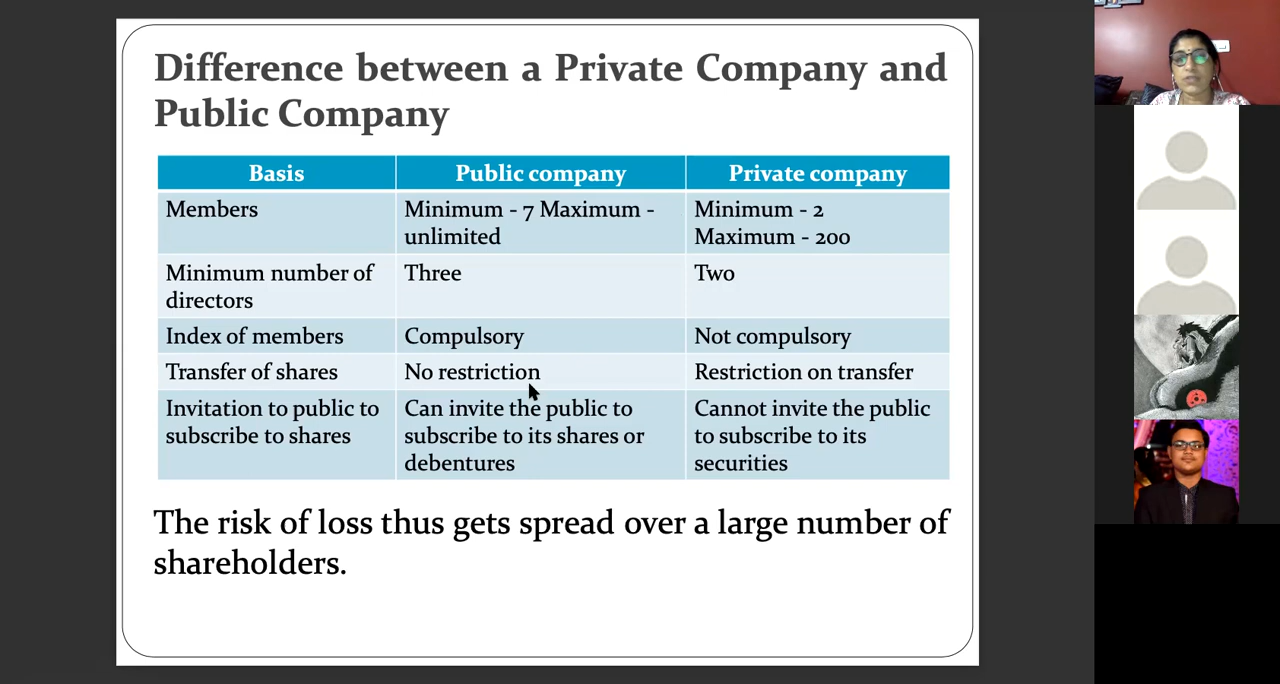 Difference between a Private Company and
Public Company
Basis Public company Private company
Members Minimum - 7 Maximum - Minimum - 2
unlimited Maximum - 200
Minimum number of Three Two
directors
Index of members Compulsory Not compulsory
Transfer of shares No restriction Restriction on transfer
Invitation to public to Can invite the public to Cannot invite the public
subscribe to shares subscribe to its shares or to subscribe to its
debentures securities
The risk of loss thus gets spread over a large number of
shareholders.